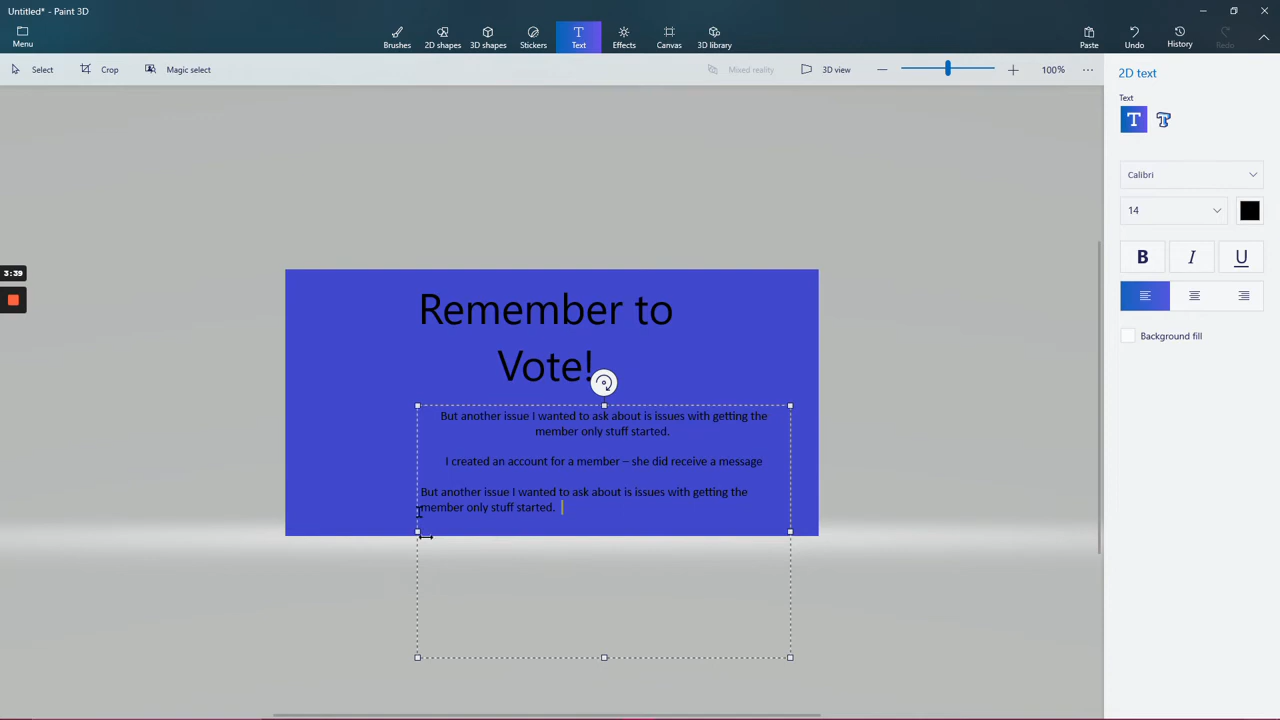 Untitled* - Paint 3D
Menu
Brushes
2D shapes
3D shapes
Stickers
Text
Effects
Canvas
3D library
Paste
Undo
History
Redo
Select
Crop
Magic select
Mixed reality
3D view
100%
2D text
Text
Calibri
14
B I U
Background fill
3:39
Remember to
Vote!
But another issue I wanted to ask about is issues with getting the
member only stuff started.
I created an account for a member – she did receive a message
But another issue I wanted to ask about is issues with getting the
member only stuff started.